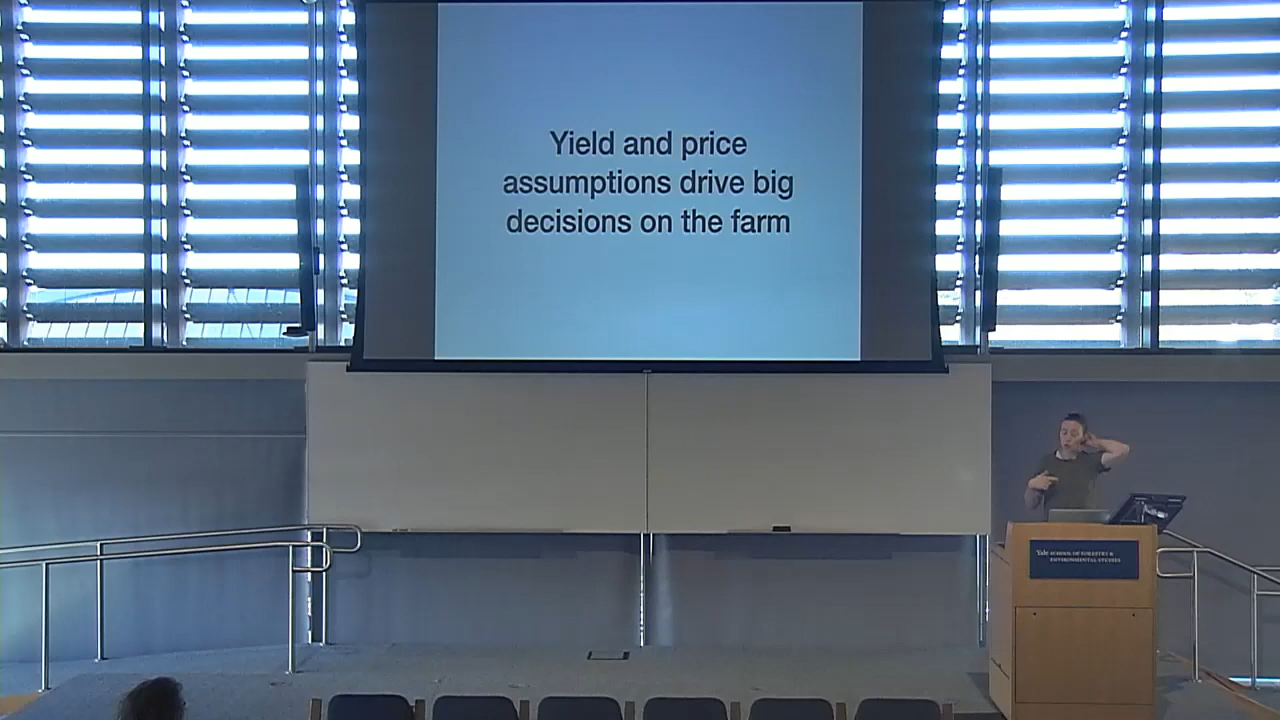 Yield and price
assumptions drive big
decisions on the farm
Yale SCHOOL OF FORESTRY &
ENVIRONMENTAL STUDIES